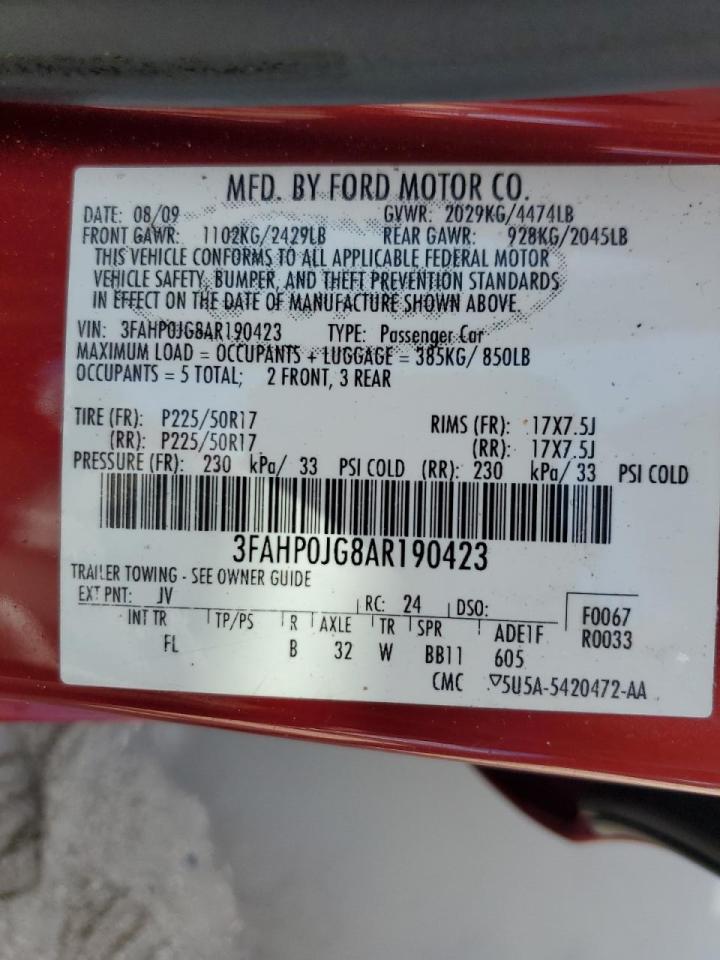 MFD. BY FORD MOTOR CO.
DATE: 08/09 GVWR: 2029KG/4474LB
FRONT GAWR: 1102KG/2429LB REAR GAWR: 928KG/2045LB
THIS VEHICLE CONFORMS TO ALL APPLICABLE FEDERAL MOTOR
VEHICLE SAFETY, BUMPER, AND THEFT PREVENTION STANDARDS
IN EFFECT ON THE DATE OF MANUFACTURE SHOWN ABOVE.
VIN: 3FAHP0JG8AR190423 TYPE: Passenger Car
MAXIMUM LOAD = OCCUPANTS + LUGGAGE = 385KG/ 850LB
OCCUPANTS = 5 TOTAL; 2 FRONT, 3 REAR
TIRE (FR): P225/50R17 RIMS (FR): 17X7.5J
(RR): P225/50R17 (RR): 17X7.5J
PRESSURE (FR): 230 kPa/ 33 PSI COLD (RR): 230 kPa/ 33 PSI COLD
3FAHP0JG8AR190423
TRAILER TOWING - SEE OWNER GUIDE
EXT PNT: JV RC: 24 DSO: F0067
INT TR TP/PS R AXLE TR SPR ADE1F R0033
FL B 32 W BB11 605
CMC ▽5U5A-5420472-AA